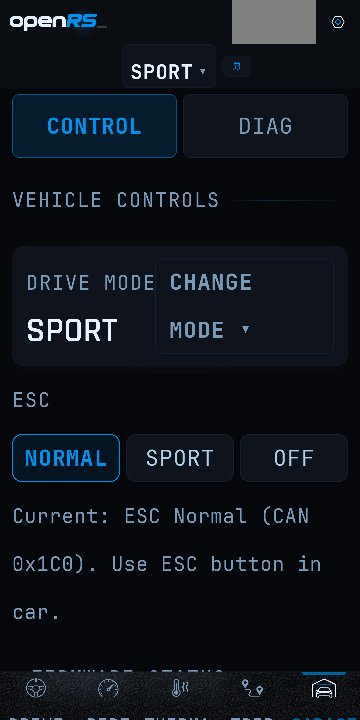 openRS_
SPORT ▾
CONTROL DIAG
VEHICLE CONTROLS
DRIVE MODE
SPORT
CHANGE
MODE ▾
ESC
NORMAL SPORT OFF
Current: ESC Normal (CAN
0x1C0). Use ESC button in
car.